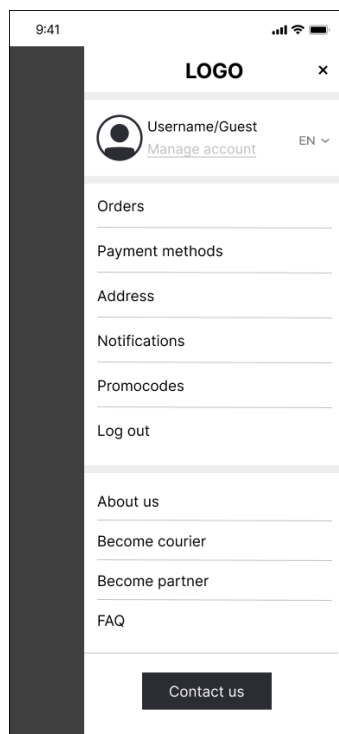 9:41
LOGO
Username/Guest
Manage account
EN
Orders
Payment methods
Address
Notifications
Promocodes
Log out
About us
Become courier
Become partner
FAQ
Contact us